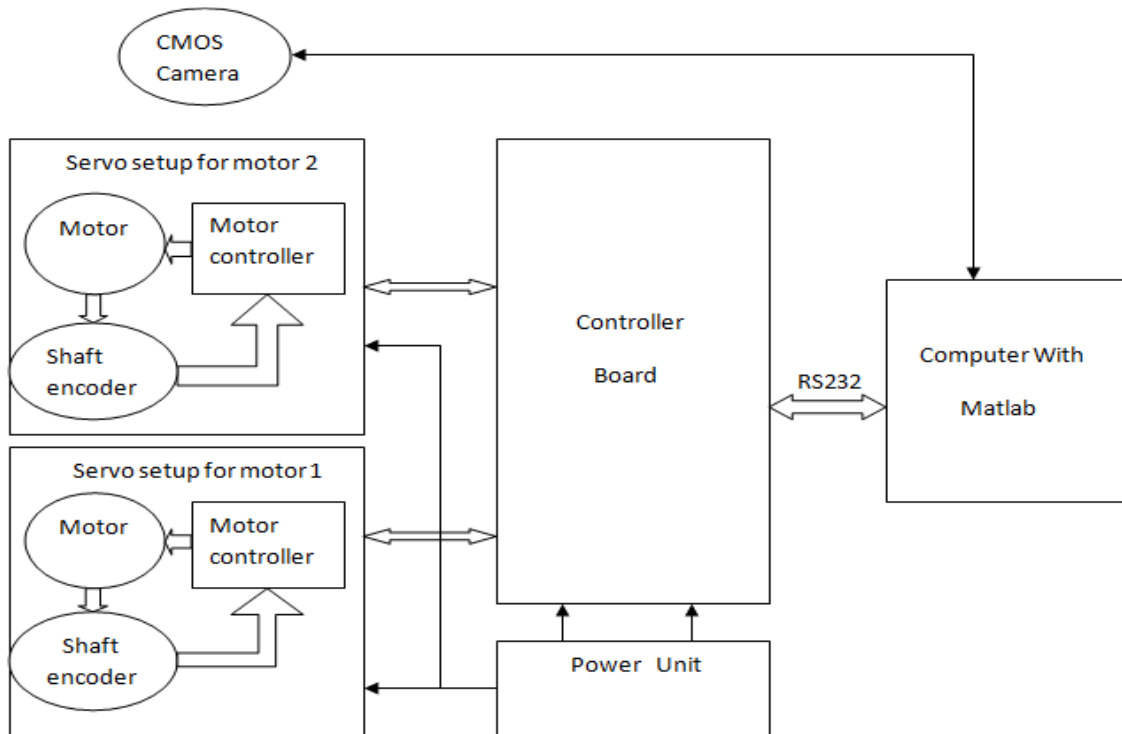 CMOS
Camera
Servo setup for motor 2
Motor
Motor
controller
Shaft
encoder
Servo setup for motor 1
Motor
Motor
controller
Shaft
encoder
Controller
Board
RS232
Computer With
Matlab
Power Unit